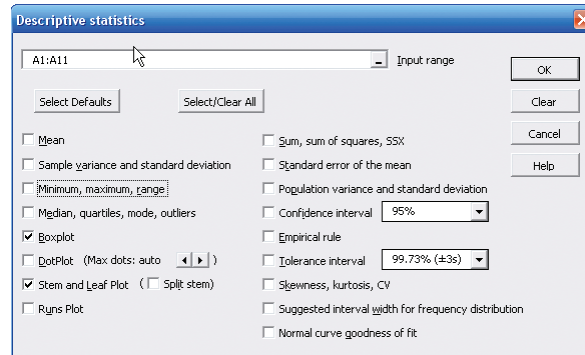 Descriptive statistics
A1:A11
Input range
OK
Select Defaults
Select/Clear All
Clear
Cancel
Help
Mean
Sample variance and standard deviation
Minimum, maximum, range
Median, quartiles, mode, outliers
Boxplot
DotPlot (Max dots: auto )
Stem and Leaf Plot ( Split stem)
Runs Plot
Sum, sum of squares, SSX
Standard error of the mean
Population variance and standard deviation
Confidence interval 95%
Empirical rule
Tolerance interval 99.73% (±3s)
Skewness, kurtosis, CV
Suggested interval width for frequency distribution
Normal curve goodness of fit